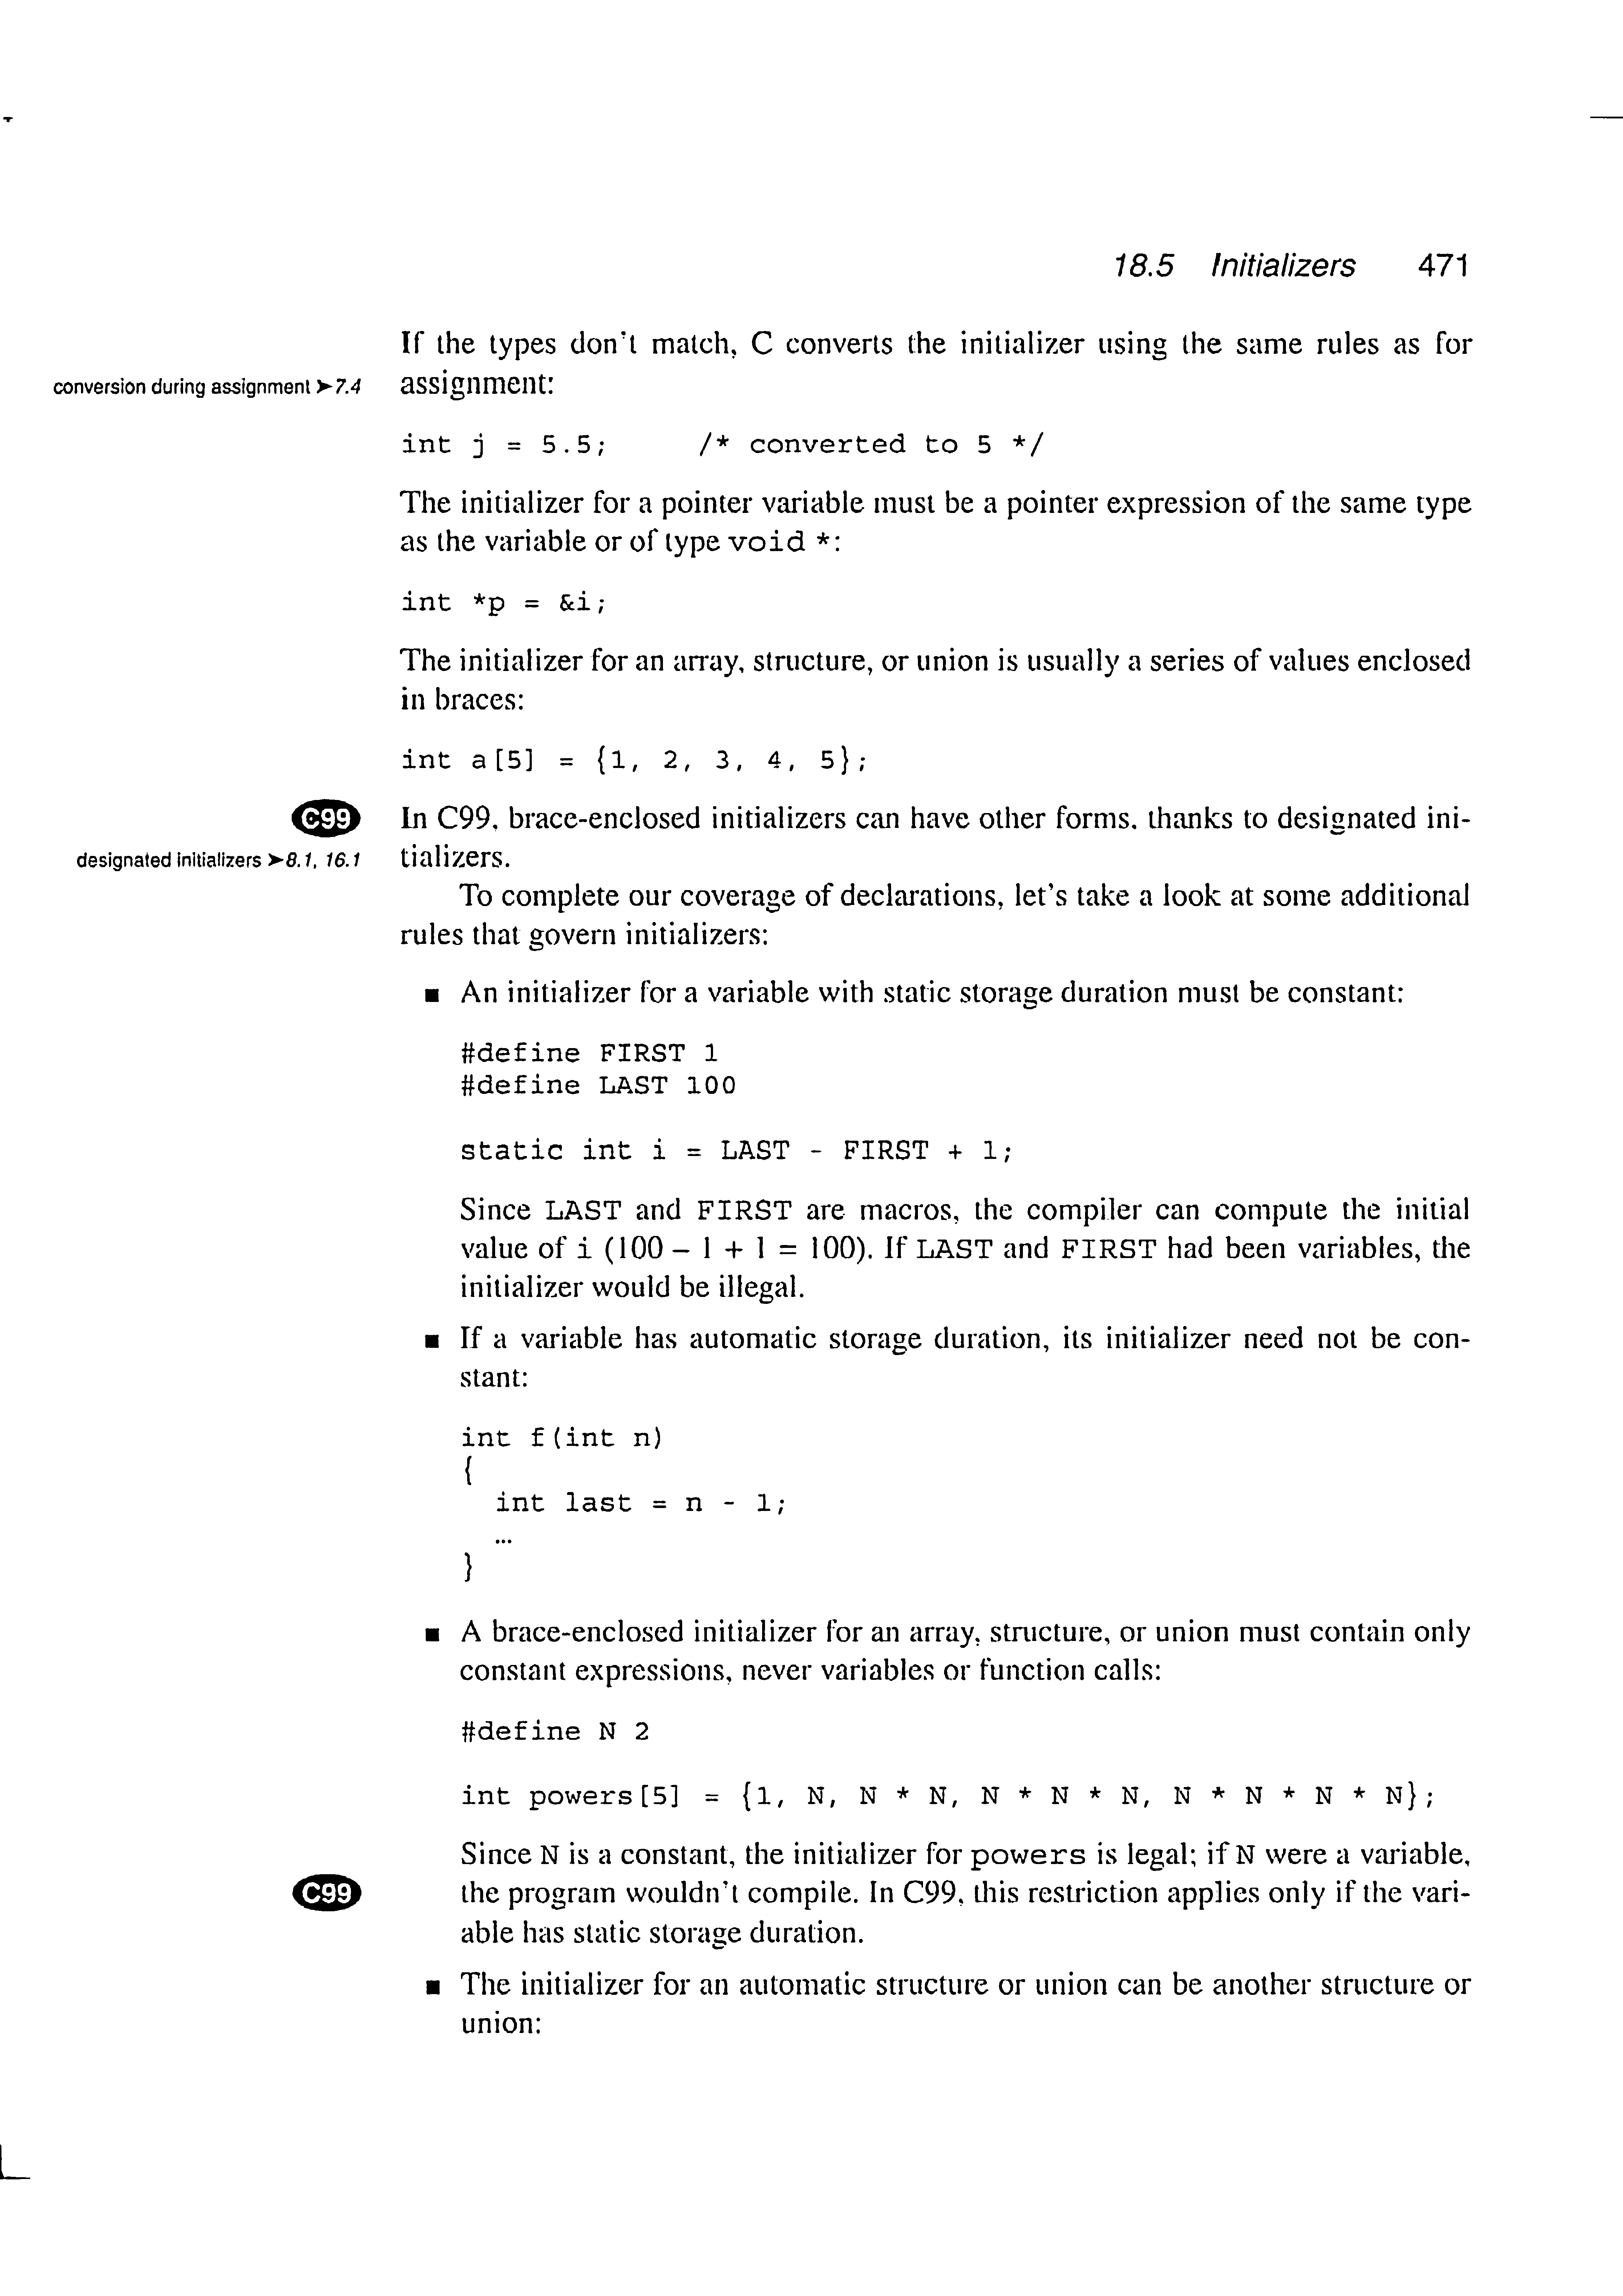 18.5 Initializers 471
If the types don't match, C converts the initializer using the same rules as for
conversion during assignment ➤7.4 assignment:
int j = 5.5; /* converted to 5 */
The initializer for a pointer variable must be a pointer expression of the same type
as the variable or of type void *:
int *p = &i;
The initializer for an array, structure, or union is usually a series of values enclosed
in braces:
int a[5] = {1, 2, 3, 4, 5};
C99 In C99, brace-enclosed initializers can have other forms, thanks to designated ini-
designated initializers ➤8.1, 16.1 tializers.
To complete our coverage of declarations, let's take a look at some additional
rules that govern initializers:
■ An initializer for a variable with static storage duration must be constant:
#define FIRST 1
#define LAST 100
static int i = LAST - FIRST + 1;
Since LAST and FIRST are macros, the compiler can compute the initial
value of i (100 – 1 + 1 = 100). If LAST and FIRST had been variables, the
initializer would be illegal.
■ If a variable has automatic storage duration, its initializer need not be con-
stant:
int f(int n)
{
int last = n - 1;
…
}
■ A brace-enclosed initializer for an array, structure, or union must contain only
constant expressions, never variables or function calls:
#define N 2
int powers[5] = {1, N, N * N, N * N * N, N * N * N * N};
Since N is a constant, the initializer for powers is legal; if N were a variable,
C99 the program wouldn't compile. In C99, this restriction applies only if the vari-
able has static storage duration.
■ The initializer for an automatic structure or union can be another structure or
union: